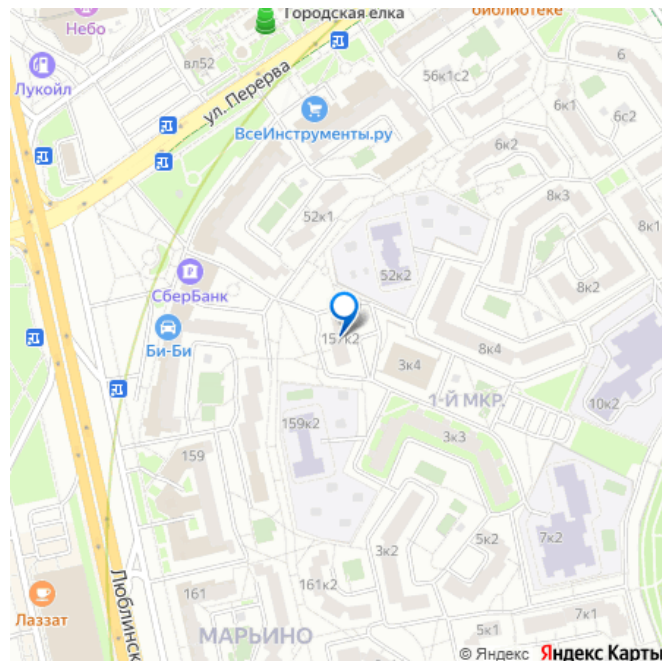 Небо
Городская елка
библиотеке
вл52
Лукойл
ул. Перерва
56к1с2
6
6к1
6с2
ВсеИнструменты.ру
6к2
8к3
8к1
52к1
52к2
СберБанк
8к2
157к2
Би-Би
8к4
3к4
1-Й МКР.
10к2
159к2
3к3
159
7к2
5к2
3к2
161
161к2
Люблинск
Лаззат
7к1
МАРЬИНО
5к1
© Яндекс Яндекс Карты